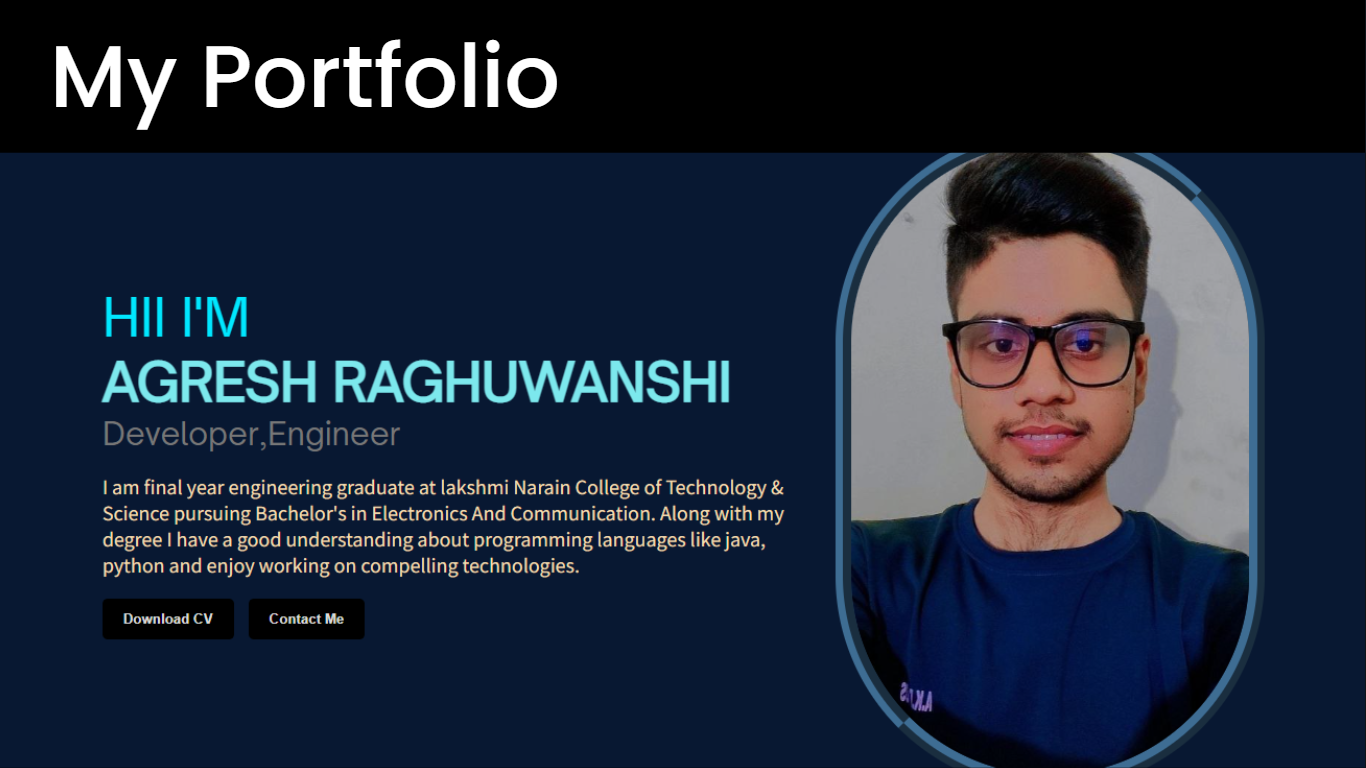 My Portfolio
HII I'M
AGRESH RAGHUWANSHI
Developer,Engineer
I am final year engineering graduate at lakshmi Narain College of Technology &
Science pursuing Bachelor's in Electronics And Communication. Along with my
degree I have a good understanding about programming languages like java,
python and enjoy working on compelling technologies.
Download CV
Contact Me